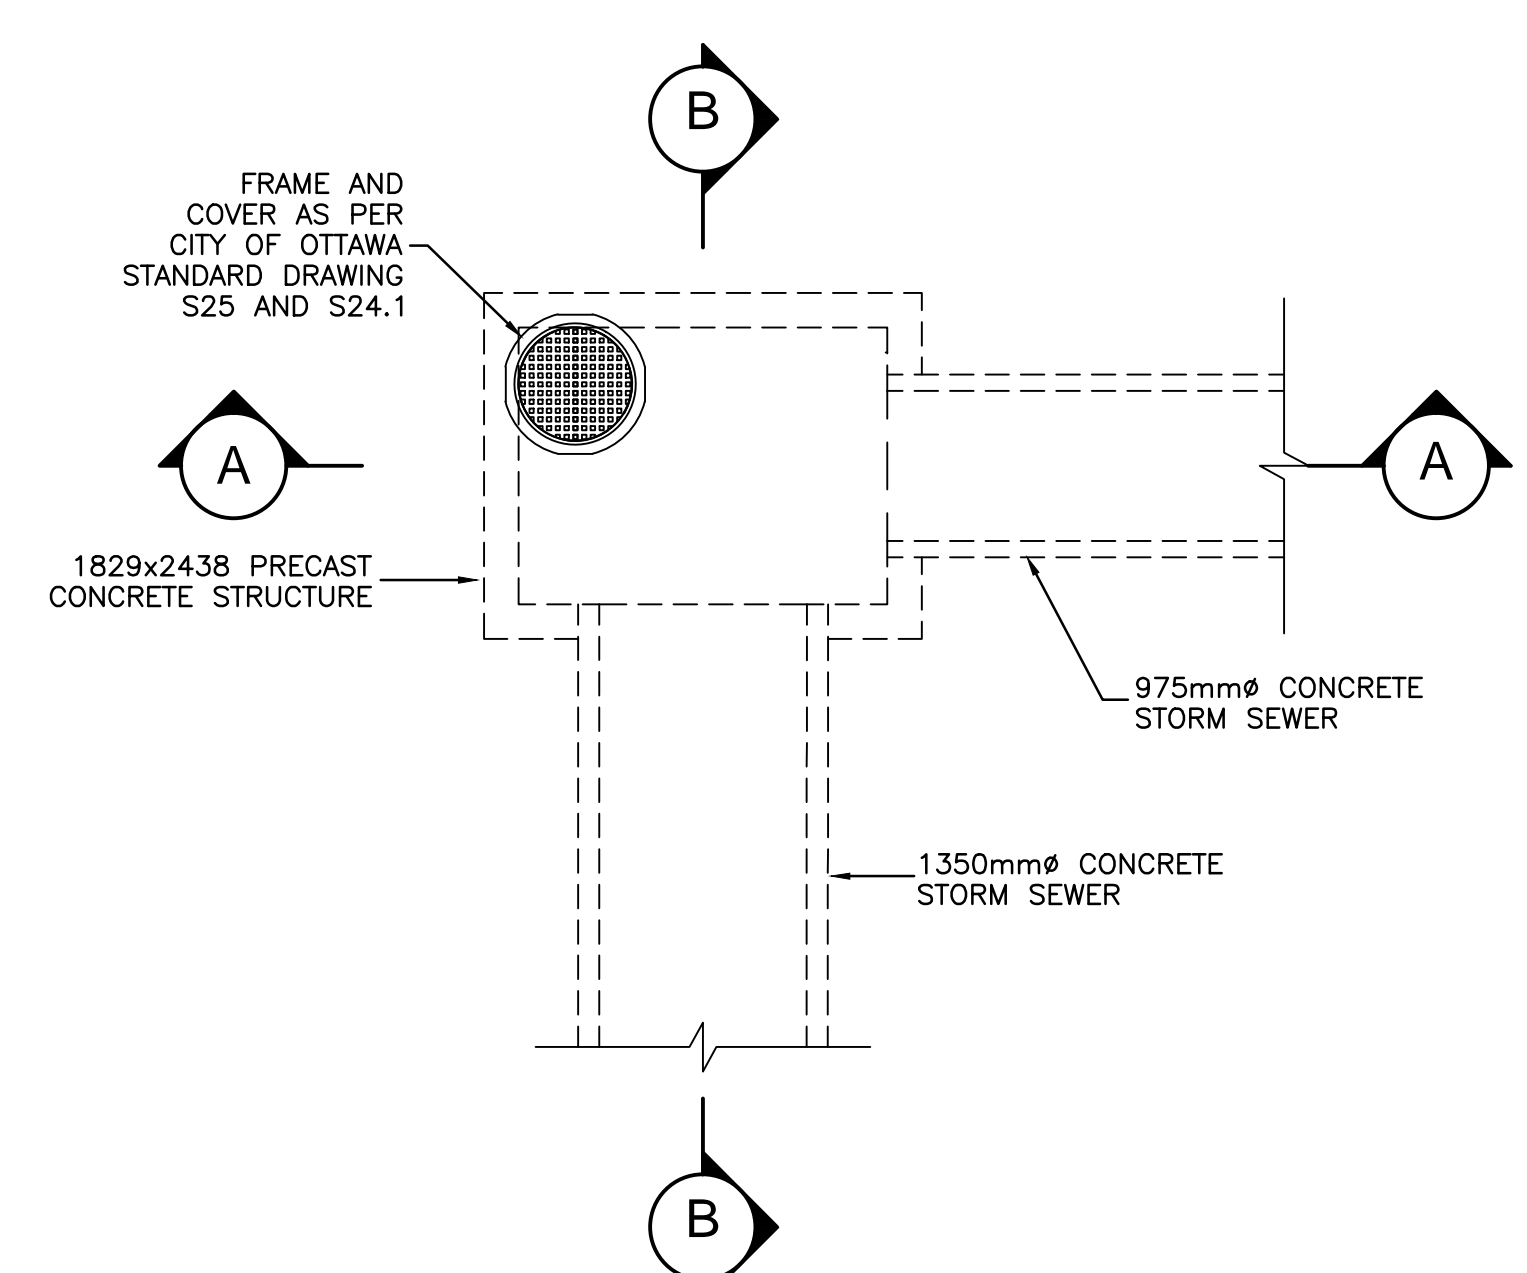 B
FRAME AND
COVER AS PER
CITY OF OTTAWA
STANDARD DRAWING
S25 AND S24.1
A
A
1829x2438 PRECAST
CONCRETE STRUCTURE
975mmø CONCRETE
STORM SEWER
1350mmø CONCRETE
STORM SEWER
B